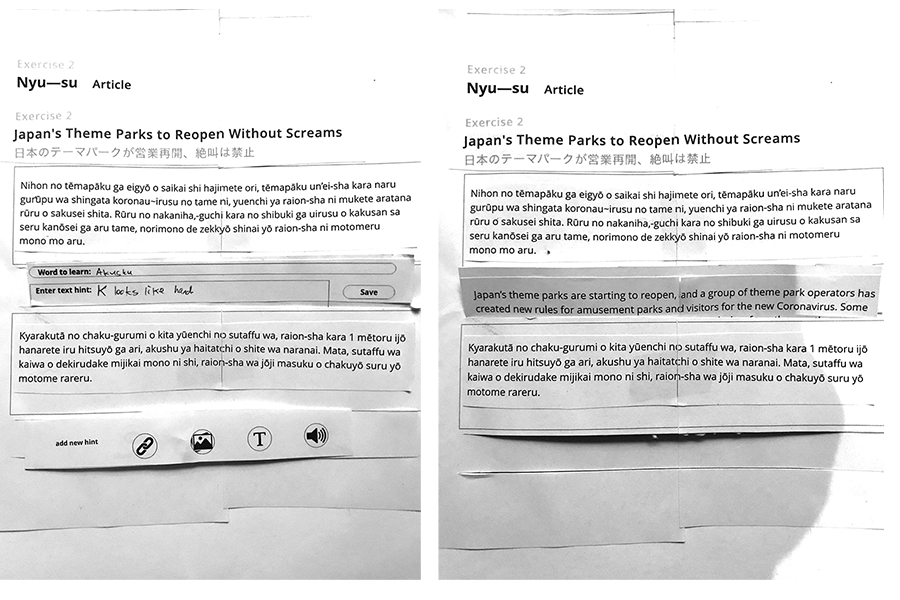 Exercise 2
Nyu—su Article
Exercise 2
Japan's Theme Parks to Reopen Without Screams
日本のテーマパークが営業再開、絶叫は禁止
Nihon no tēmapāku ga eigyō o saikai shi hajimete ori, tēmapāku un'ei-sha kara naru
gurūpu wa shingata koronau~irusu no tame ni, yuenchi ya raion-sha ni mukete aratana
rūru o sakusei shita. Rūru no nakaniha,-guchi kara no shibuki ga uirusu o kakusan sa
seru kanōsei ga aru tame, norimono de zekkyō shinai yō raion-sha ni motomeru
mono mo aru.
Word to learn: Akushu
Enter text hint: K looks like hand
Save
Kyarakutā no chaku-gurumi o kita yūenchi no sutaffu wa, raion-sha kara 1 mētoru ijō
hanarete iru hitsuyō ga ari, akushu ya haitatchi o shite wa naranai. Mata, sutaffu wa
kaiwa o dekirudake mijikai mono ni shi, raion-sha wa jōji masuku o chakuyō suru yō
motome rareru.
add new hint
T
Exercise 2
Nyu—su Article
Exercise 2
Japan's Theme Parks to Reopen Without Screams
日本のテーマパークが営業再開、絶叫は禁止
Nihon no tēmapāku ga eigyō o saikai shi hajimete ori, tēmapāku un'ei-sha kara naru
gurūpu wa shingata koronau~irusu no tame ni, yuenchi ya raion-sha ni mukete aratana
rūru o sakusei shita. Rūru no nakaniha,-guchi kara no shibuki ga uirusu o kakusan sa
seru kanōsei ga aru tame, norimono de zekkyō shinai yō raion-sha ni motomeru
mono mo aru.
Japan's theme parks are starting to reopen, and a group of theme park operators has
created new rules for amusement parks and visitors for the new Coronavirus. Some
Kyarakutā no chaku-gurumi o kita yūenchi no sutaffu wa, raion-sha kara 1 mētoru ijō
hanarete iru hitsuyō ga ari, akushu ya haitatchi o shite wa naranai. Mata, sutaffu wa
kaiwa o dekirudake mijikai mono ni shi, raion-sha wa jōji masuku o chakuyō suru yō
motome rareru.